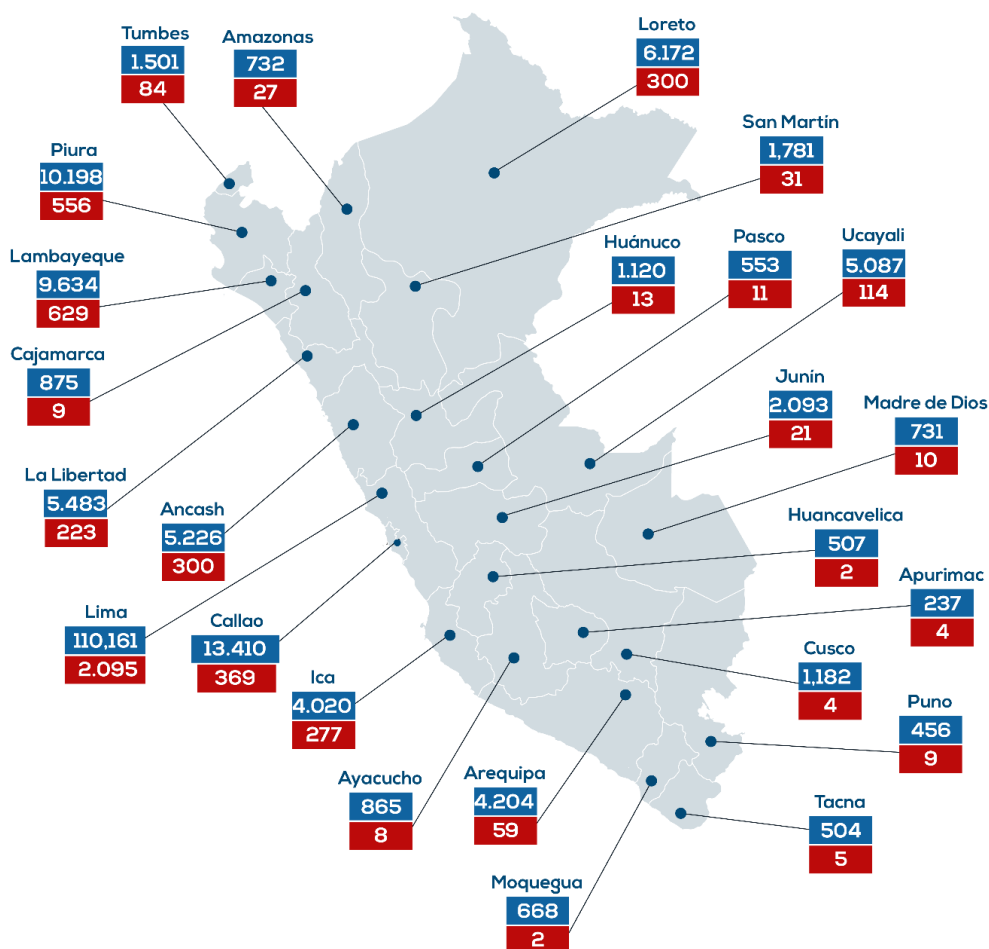 Tumbes
1.501
84
Amazonas
732
27
Loreto
6.172
300
San Martín
1,781
31
Piura
10.198
556
Lambayeque
9.634
629
Huánuco
1.120
13
Pasco
553
11
Ucayali
5.087
114
Cajamarca
875
9
Junín
2.093
21
Madre de Dios
731
10
La Libertad
5.483
223
Ancash
5.226
300
Huancavelica
507
2
Apurimac
237
4
Lima
110,161
2.095
Callao
13.410
369
Ica
4.020
277
Cusco
1,182
4
Puno
456
9
Ayacucho
865
8
Arequipa
4.204
59
Tacna
504
5
Moquegua
668
2